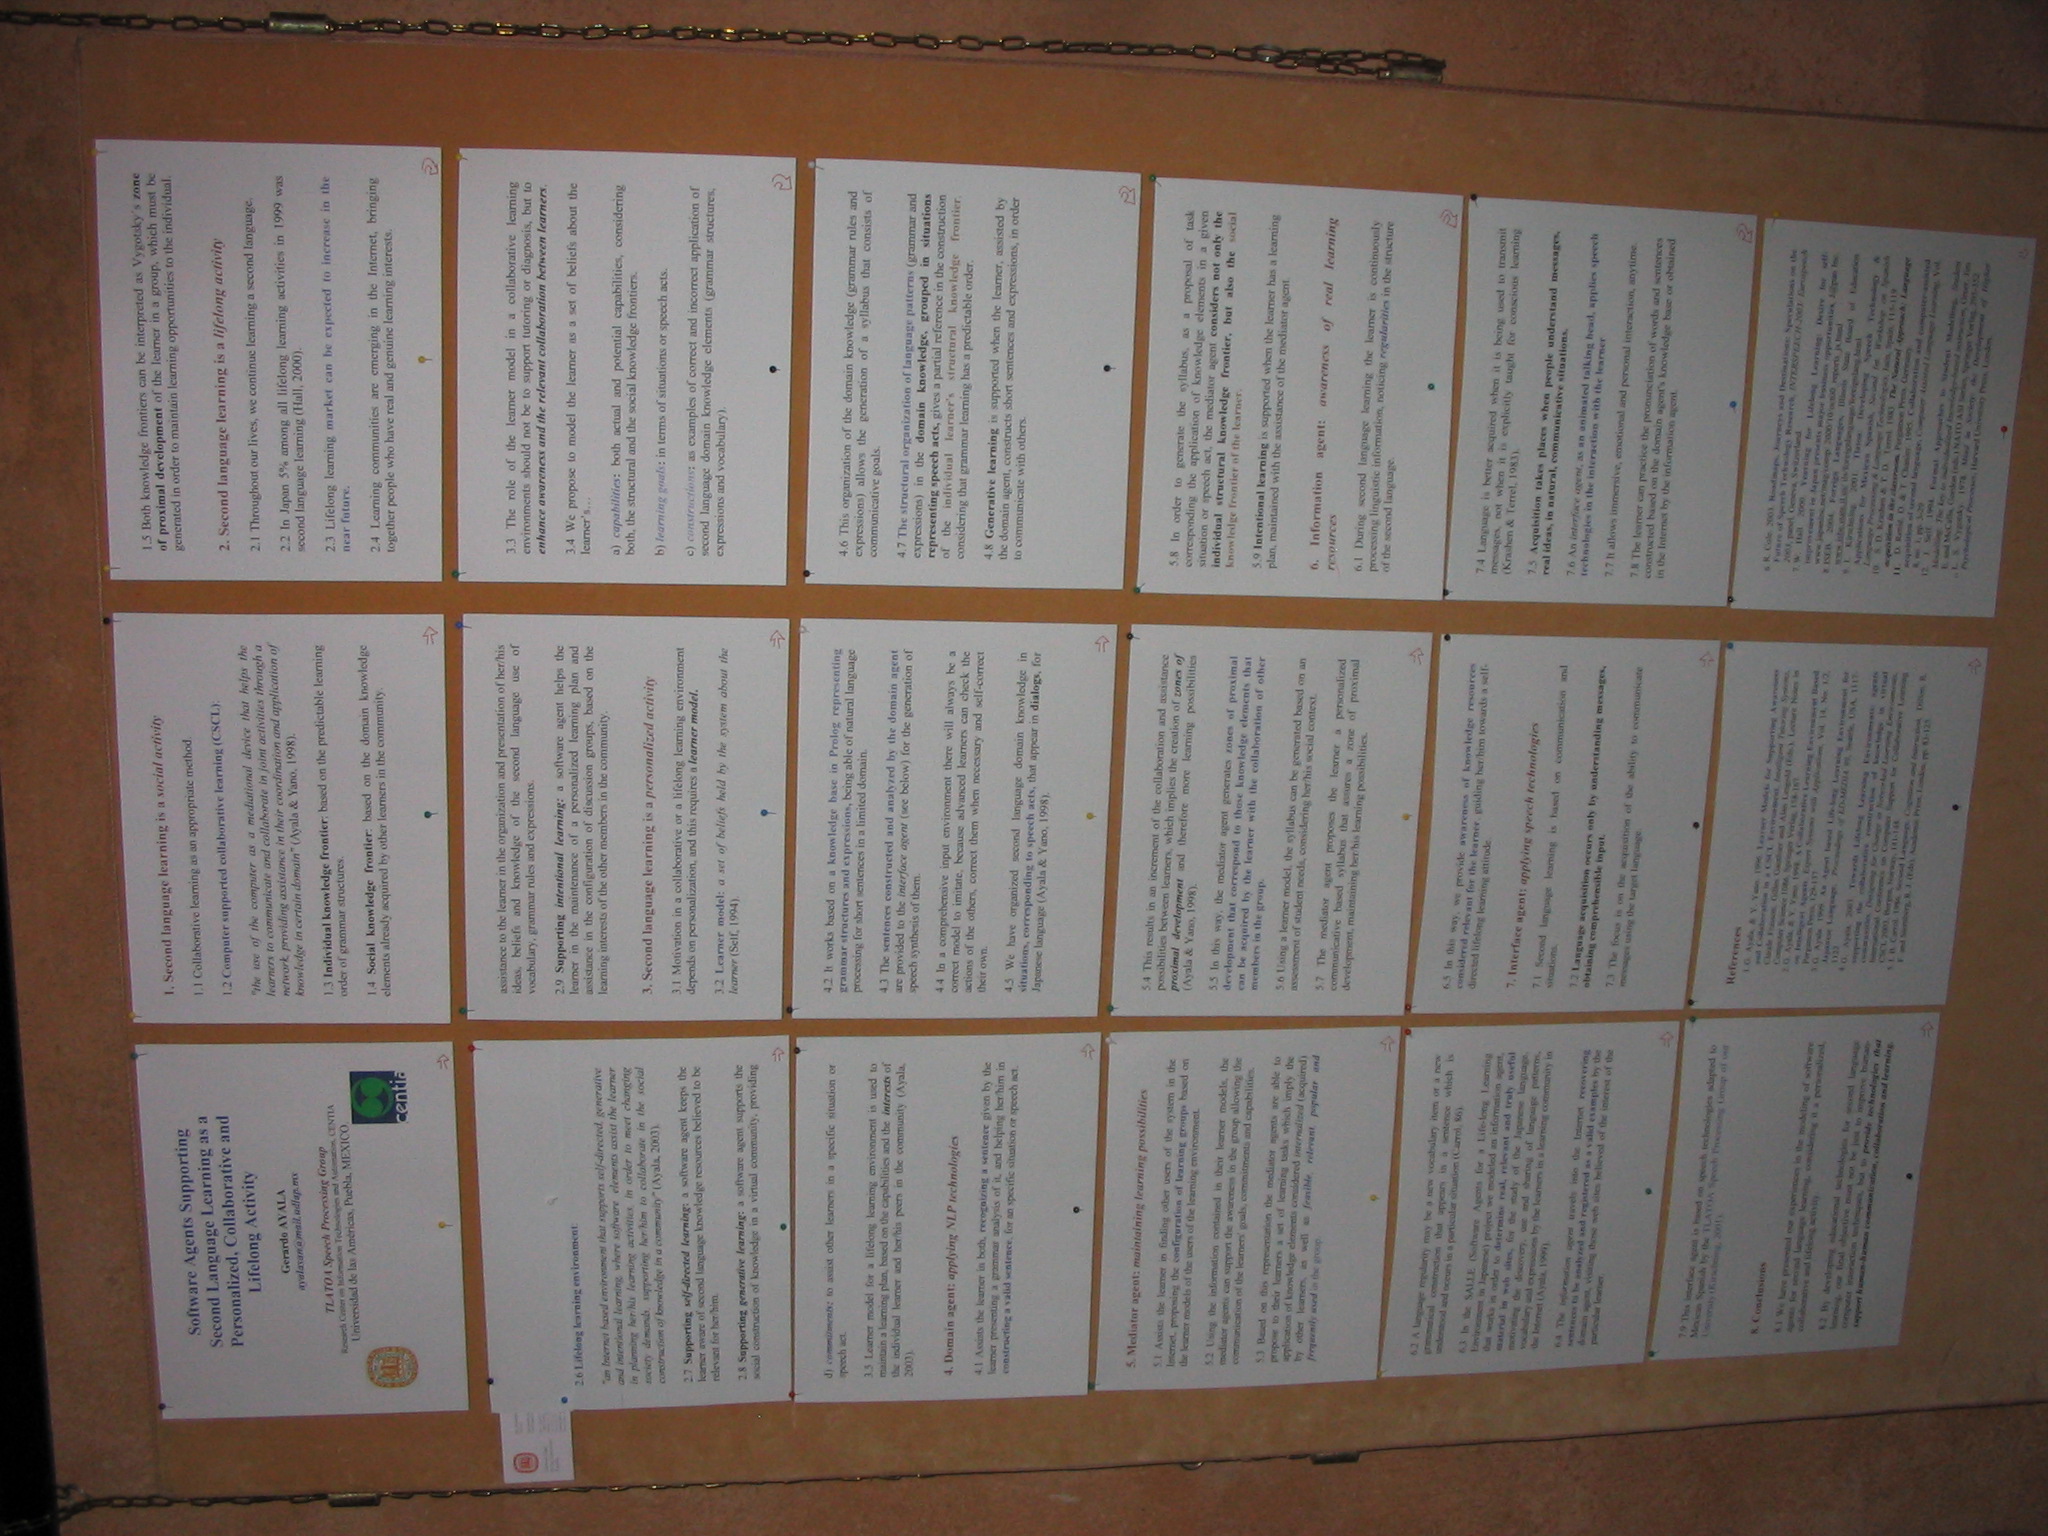 Software Agents Supporting
Second Language Learning as a
Personalized, Collaborative and
Lifelong Activity
Gerardo AYALA
ayalasan@mail.udlap.mx
TLATOA Speech Processing Group
Research Center on Information Technologies and Automation, CENTIA
Universidad de las Américas, Puebla, MEXICO.
centia
1. Second language learning is a social activity
1.1 Collaborative learning as an appropriate method.
1.2 Computer supported collaborative learning (CSCL):
"the use of the computer as a mediational device that helps the
learners to communicate and collaborate in joint activities through a
network, providing assistance in their coordination and application of
knowledge in certain domain" (Ayala & Yano, 1998).
1.3 Individual knowledge frontier: based on the predictable learning
order of grammar structures.
1.4 Social knowledge frontier: based on the domain knowledge
elements already acquired by other learners in the community.
1.5 Both knowledge frontiers can be interpreted as Vygotsky's zone
of proximal development of the learner in a group, which must be
generated in order to maintain learning opportunities to the individual.
2. Second language learning is a lifelong activity
2.1 Throughout our lives, we continue learning a second language.
2.2 In Japan 5% among all lifelong learning activities in 1999 was
second language learning (Hall, 2000).
2.3 Lifelong learning market can be expected to increase in the
near future.
2.4 Learning communities are emerging in the Internet, bringing
together people who have real and genuine learning interests.
2.6 Lifelong learning environment:
"an Internet based environment that supports self-directed, generative
and intentional learning, where software elements assist the learner
in planning her/his learning activities, in order to meet changing
society demands, supporting her/him to collaborate in the social
construction of knowledge in a community" (Ayala, 2003).
2.7 Supporting self-directed learning: a software agent keeps the
learner aware of second language knowledge resources believed to be
relevant for her/him.
2.8 Supporting generative learning: a software agent supports the
social construction of knowledge in a virtual community, providing
assistance to the learner in the organization and presentation of her/his
ideas, beliefs and knowledge of the second language use of
vocabulary, grammar rules and expressions.
2.9 Supporting intentional learning: a software agent helps the
learner in the maintenance of a personalized learning plan and
assistance in the configuration of discussion groups, based on the
learning interests of the other members in the community.
3. Second language learning is a personalized activity
3.1 Motivation in a collaborative or a lifelong learning environment
depends on personalization, and this requires a learner model.
3.2 Learner model: a set of beliefs held by the system about the
learner (Self, 1994).
3.3 The role of the learner model in a collaborative learning
environments should not be to support tutoring or diagnosis, but to
enhance awareness and the relevant collaboration between learners.
3.4 We propose to model the learner as a set of beliefs about the
learner's…
a) capabilities: both actual and potential capabilities, considering
both, the structural and the social knowledge frontiers.
b) learning goals: in terms of situations or speech acts.
c) constructions: as examples of correct and incorrect application of
second language domain knowledge elements (grammar structures,
expressions and vocabulary).
d) commitments: to assist other learners in a specific situation or
speech act.
3.3 Learner model for a lifelong learning environment is used to
maintain a learning plan, based on the capabilities and the interests of
the individual learner and her/his peers in the community (Ayala,
2003).
4. Domain agent: applying NLP technologies
4.1 Assists the learner in both, recognizing a sentence given by the
learner presenting a grammar analysis of it, and helping her/him in
constructing a valid sentence, for an specific situation or speech act.
4.2 It works based on a knowledge base in Prolog representing
grammar structures and expressions, being able of natural language
processing for short sentences in a limited domain.
4.3 The sentences constructed and analyzed by the domain agent
are provided to the interface agent (see below) for the generation of
speech synthesis of them.
4.4 In a comprehensive input environment there will always be a
correct model to imitate, because advanced learners can check the
actions of the others, correct them when necessary and self-correct
their own.
4.5 We have organized second language domain knowledge in
situations, corresponding to speech acts, that appear in dialogs, for
Japanese language (Ayala & Yano, 1998).
4.6 This organization of the domain knowledge (grammar rules and
expressions) allows the generation of a syllabus that consists of
communicative goals.
4.7 The structural organization of language patterns (grammar and
expressions) in the domain knowledge, grouped in situations
representing speech acts, gives a partial reference in the construction
of the individual learner's structural knowledge frontier,
considering that grammar learning has a predictable order.
4.8 Generative learning is supported when the learner, assisted by
the domain agent, constructs short sentences and expressions, in order
to communicate with others.
5. Mediator agent: maintaining learning possibilities
5.1 Assists the learner in finding other users of the system in the
Internet, proposing the configuration of learning groups based on
the learner models of the users of the learning environment.
5.2 Using the information contained in their learner models, the
mediator agents can support the awareness in the group allowing the
communication of the learners' goals, commitments and capabilities.
5.3 Based on this representation the mediator agents are able to
propose to their learners a set of learning tasks which imply the
application of knowledge elements considered internalized (acquired)
by other learners, as well as feasible relevant, popular and
frequently used in the group.
5.4 This results in an increment of the collaboration and assistance
possibilities between learners, which implies the creation of zones of
proximal development and therefore more learning possibilities
(Ayala & Yano, 1998).
5.5 In this way, the mediator agent generates zones of proximal
development that correspond to those knowledge elements that
can be acquired by the learner with the collaboration of other
members in the group.
5.6 Using a learner model, the syllabus can be generated based on an
assessment of student needs, considering her/his social context.
5.7 The mediator agent proposes the learner a personalized
communicative based syllabus that assures a zone of proximal
development, maintaining her/his learning possibilities.
5.8 In order to generate the syllabus, as a proposal of task
corresponding the application of knowledge elements in a given
situation or speech act, the mediator agent considers not only the
individual structural knowledge frontier, but also the social
knowledge frontier of the learner.
5.9 Intentional learning is supported when the learner has a learning
plan, maintained with the assistance of the mediator agent
6. Information agent: awareness of real learning
resources
6.1 During second language learning the learner is continuously
processing linguistic information, noticing regularities in the structure
of the second language.
6.2 A language regularity may be a new vocabulary item or a new
grammatical construction that appears in a sentence which is
understood and occurs in a particular situation (Carrol, 86).
6.3 In the SALLE (Software Agents for a Life-Long Learning
Environment in Japanese) project we modeled an information agent,
that works in order to determine real, relevant and truly useful
material in web sites, for the study of the Japanese language,
motivating the discovery, use and sharing of language patterns,
vocabulary and expressions by the learners in a learning community in
the Internet (Ayala, 1999).
6.4 The information agent travels into the Internet retrieving
sentences to be analyzed and registered as a valid examples by the
domain agent, visiting those web sites believed of the interest of the
particular learner.
6.5 In this way, we provide awareness of knowledge resources
considered relevant for the learner, guiding her/him towards a self-
directed lifelong learning attitude.
7. Interface agent: applying speech technologies
7.1 Second language learning is based on communication and
situations.
7.2 Language acquisition occurs only by understanding messages,
obtaining comprehensible input.
7.3 The focus is on the acquisition of the ability to communicate
messages using the target language.
7.4 Language is better acquired when it is being used to transmit
messages, not when it is explicitly taught for conscious learning
(Krashen & Terrel, 1983).
7.5 Acquisition takes places when people understand messages,
real ideas, in natural, communicative situations.
7.6 An interface agent, as an animated talking head, applies speech
technologies in the interaction with the learner
7.7 It allows immersive, emotional and personal interaction, anytime.
7.8 The learner can practice the pronunciation of words and sentences
constructed based on the domain agent's knowledge base or obtained
in the Internet by the information agent.
7.9 This interface agent is based on speech technologies adapted to
Mexican Spanish by the TLATOA Speech Processing Group of our
University (Kirschning, 2001).
8. Conclusions
8.1 We have presented our experiences in the modeling of software
agents for second language learning, considering it a personalized,
collaborative and lifelong activity.
8.2 By developing educational technologies for second language
learning, our final objective must not be just to improve human-
computer interaction techniques, but to provide technologies that
support human-human communication, collaboration and learning.
References